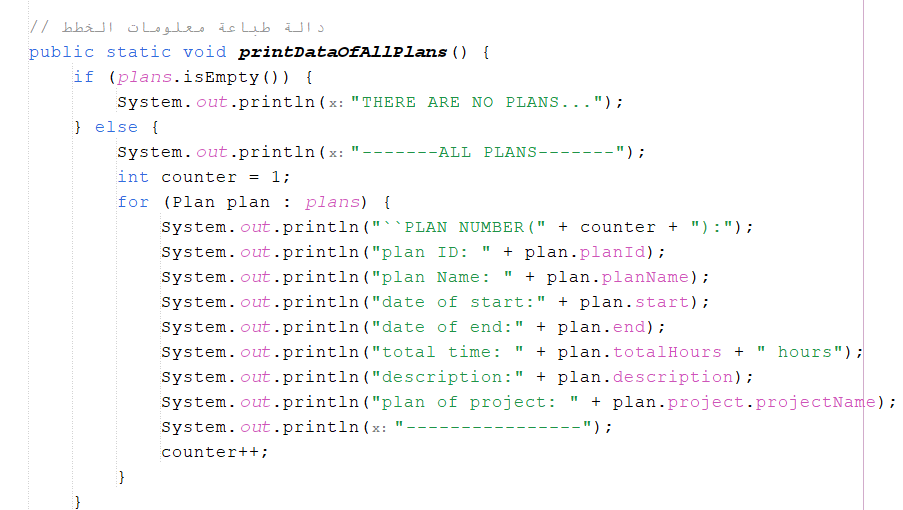 // دالة طباعة معلومات الخطط
public static void printDataOfAllPlans() {
if (plans.isEmpty()) {
System.out.println(x: "THERE ARE NO PLANS...");
} else {
System.out.println(x: "-------ALL PLANS-------");
int counter = 1;
for (Plan plan : plans) {
System.out.println("``PLAN NUMBER(" + counter + "):");
System.out.println("plan ID: " + plan.planId);
System.out.println("plan Name: " + plan.planName);
System.out.println("date of start:" + plan.start);
System.out.println("date of end:" + plan.end);
System.out.println("total time: " + plan.totalHours + " hours");
System.out.println("description:" + plan.description);
System.out.println("plan of project: " + plan.project.projectName);
System.out.println(x: "----------------");
counter++;
}
}